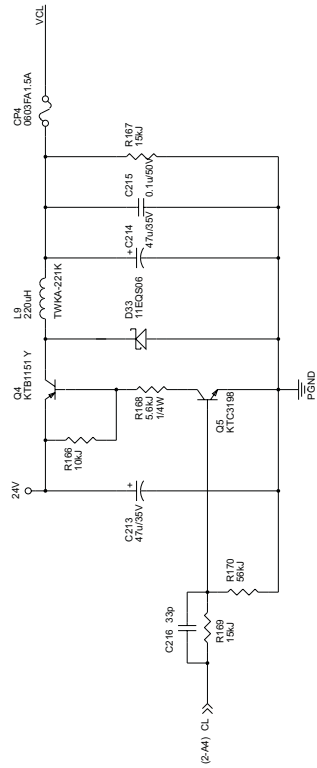 VCL
CP4
0603FA1.5A
R167
15kJ
C215
0.1u/50V
+
C214
47u/35V
L9
220uH
TWKA-221K
D33
11EQS06
Q4
KTB1151 Y
R168
5.6kJ
1/4W
Q5
KTC3198
PGND
R166
10kJ
24V
+
C213
47u/35V
R170
56kJ
C216 33p
R169
15kJ
(2-A4) CL